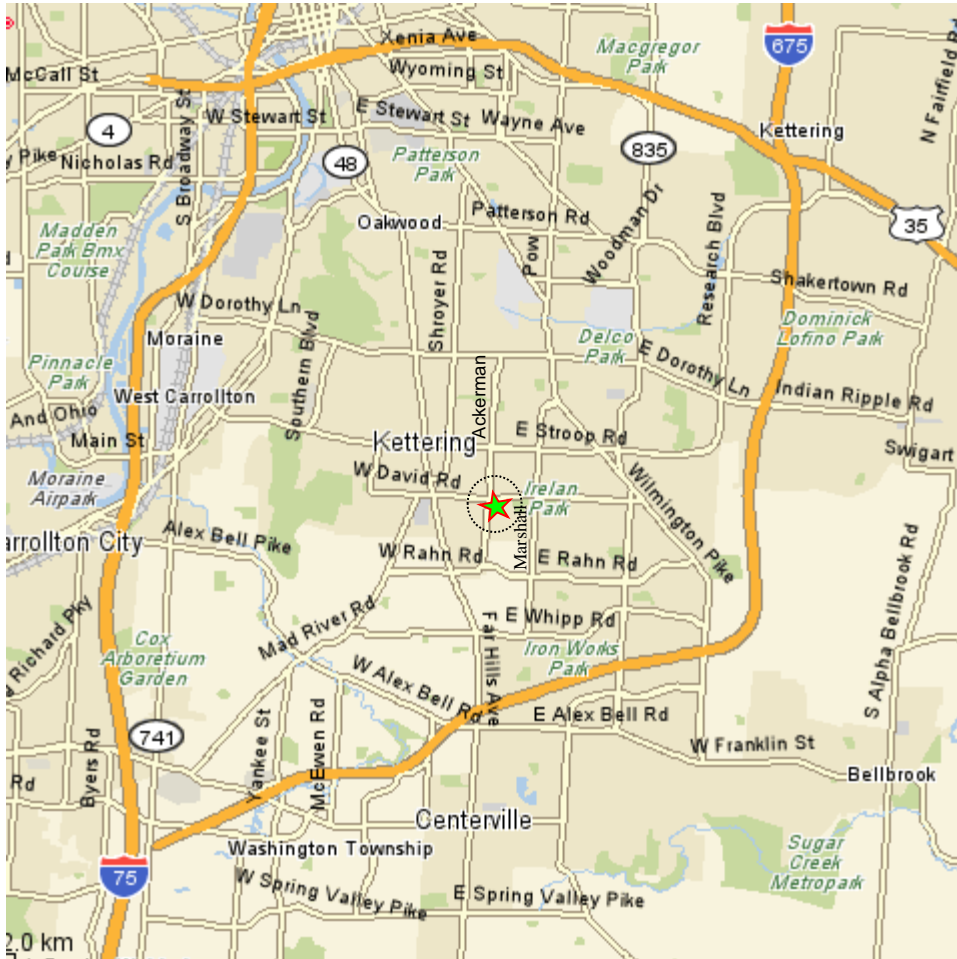 Xenia Ave
Macgregor
Park
675
N Fairfield Rd
McCall St
Wyoming St
W Stewart St
E Stewart St
Wayne Ave
Kettering
4
y Pike
Nicholas Rd
S Broadway St
48
Patterson
Park
835
Oakwood
Patterson Rd
Woodman Dr
Research Blvd
35
Madden
Park Bmx
Course
d
Shroyer Rd
Pow
Shakertown Rd
W Dorothy Ln
Moraine
Southern Blvd
Delco
Park
Dominick
Lofino Park
Pinnacle
Park
West Carrollton
Ackerman
E Dorothy Ln
Indian Ripple Rd
And Ohio
Main St
Kettering
E Stroop Rd
Swigart
Moraine
Airpark
W David Rd
Irelan
Park
Wilmington Pike
Marshall
arrollton City
Alex Bell Pike
W Rahn Rd
E Rahn Rd
S Alpha Bellbrook Rd
d Richard Pky
Mad River Rd
Far Hills Ave
E Whipp Rd
Cox
Arboretium
Garden
Iron Works
Park
W Alex Bell Rd
E Alex Bell Rd
741
Byers Rd
Yankee St
McEwen Rd
W Franklin St
Rd
Bellbrook
Centerville
Washington Township
Sugar
Creek
Metropark
75
W Spring Valley Pike
E Spring Valley Pike
2.0 km